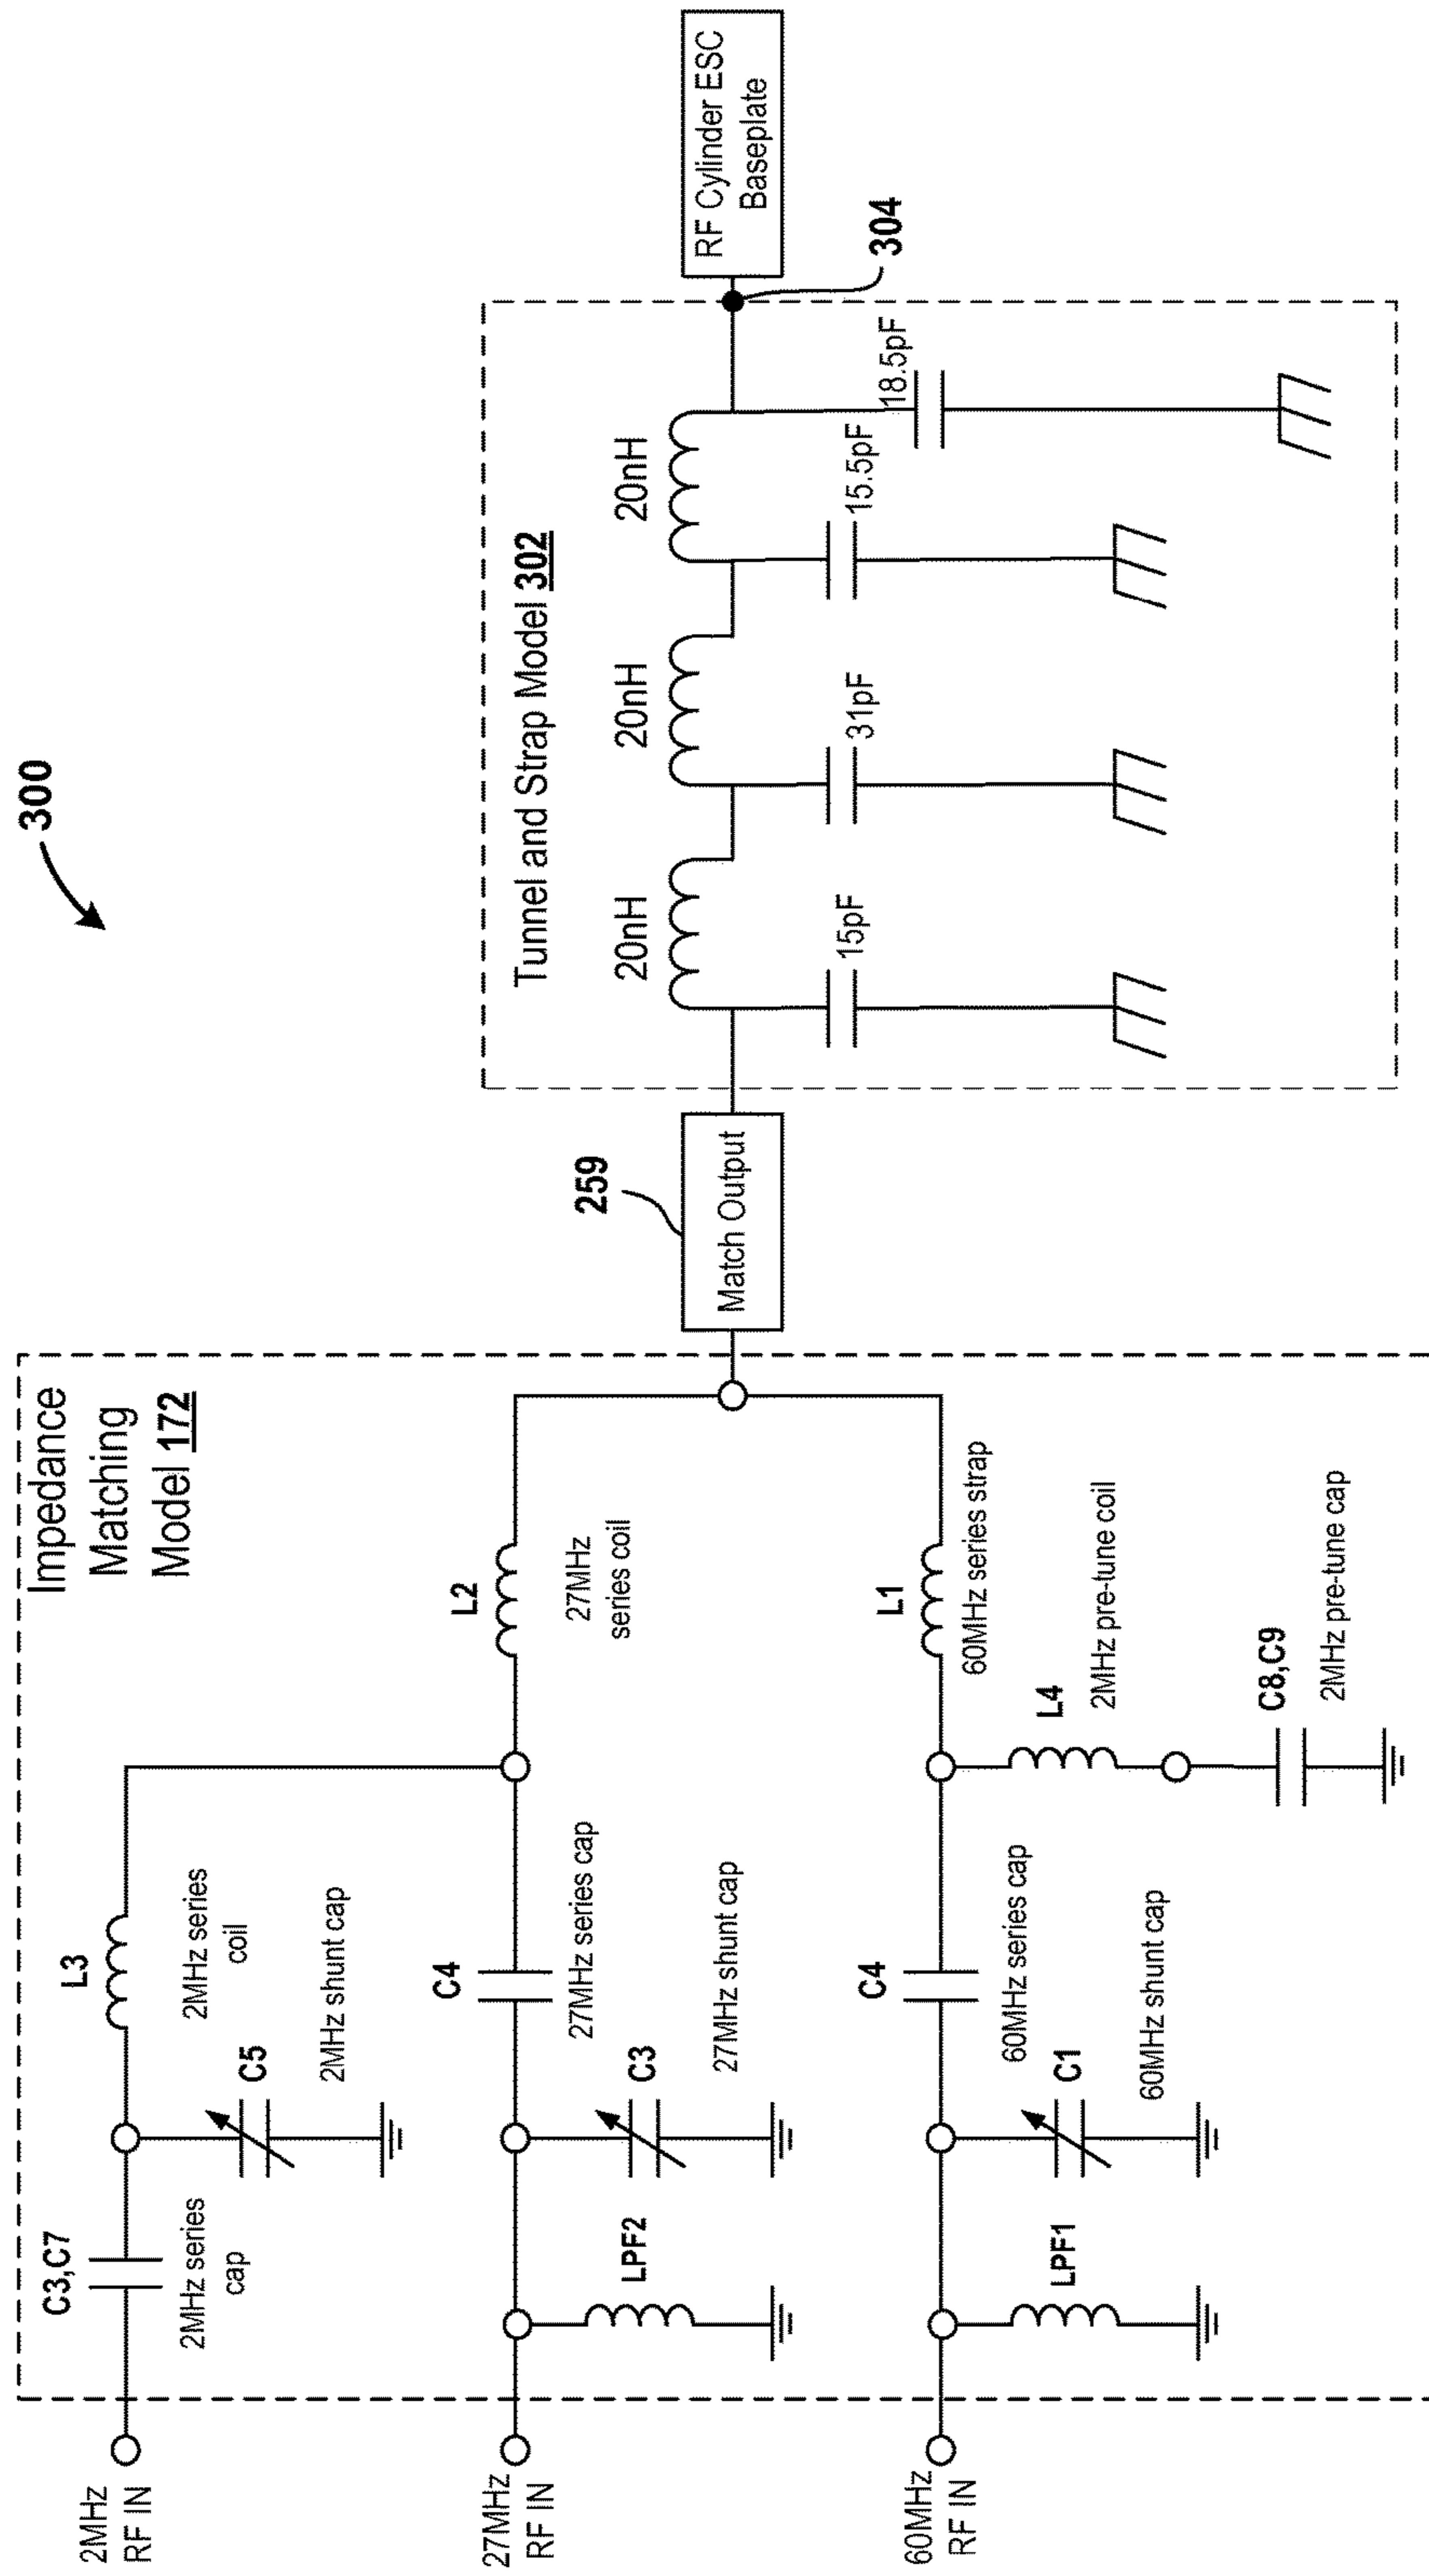 300
Impedance
Matching
Model 172
2MHz
RF IN
C3,C7
2MHz series
cap
L3
2MHz series
coil
C5
2MHz shunt cap
27MHz
RF IN
LPF2
C3
27MHz shunt cap
C4
27MHz series cap
L2
27MHz
series coil
60MHz
RF IN
LPF1
C1
60MHz shunt cap
C4
60MHz series cap
L1
60MHz series strap
L4
2MHz pre-tune coil
C8,C9
2MHz pre-tune cap
259
Match Output
Tunnel and Strap Model 302
20nH
20nH
20nH
15pF
31pF
15.5pF
18.5pF
304
RF Cylinder ESC
Baseplate